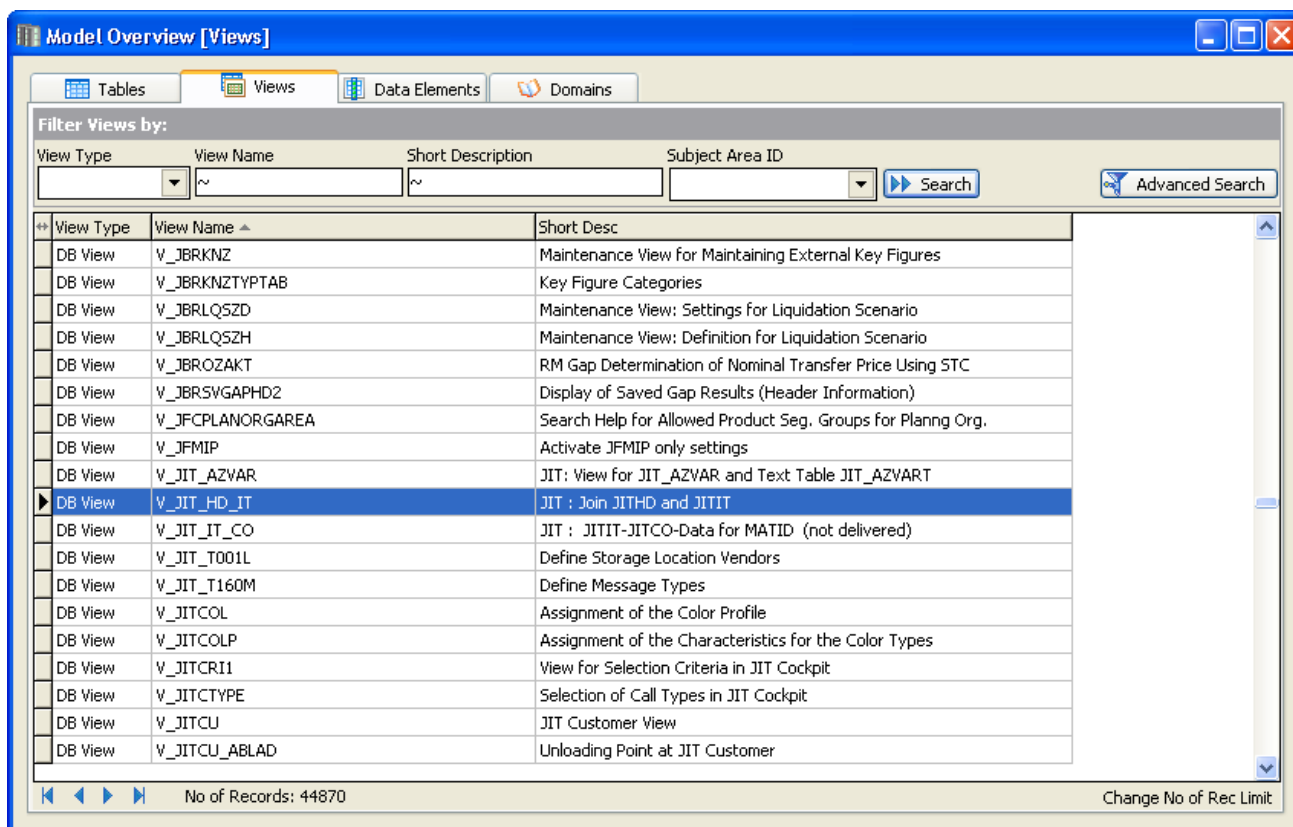 Model Overview [Views]
Tables Views Data Elements Domains
Filter Views by:
View Type View Name Short Description Subject Area ID
~ ~ Search Advanced Search
View Type View Name Short Desc
DB View V_JBRKNZ Maintenance View for Maintaining External Key Figures
DB View V_JBRKNZTYPTAB Key Figure Categories
DB View V_JBRLQSZD Maintenance View: Settings for Liquidation Scenario
DB View V_JBRLQSZH Maintenance View: Definition for Liquidation Scenario
DB View V_JBROZAKT RM Gap Determination of Nominal Transfer Price Using STC
DB View V_JBRSVGAPHD2 Display of Saved Gap Results (Header Information)
DB View V_JFCPLANORGAREA Search Help for Allowed Product Seg. Groups for Planng Org.
DB View V_JFMIP Activate JFMIP only settings
DB View V_JIT_AZVAR JIT: View for JIT_AZVAR and Text Table JIT_AZVART
DB View V_JIT_HD_IT JIT : Join JITHD and JITIT
DB View V_JIT_IT_CO JIT : JITIT-JITCO-Data for MATID (not delivered)
DB View V_JIT_T001L Define Storage Location Vendors
DB View V_JIT_T160M Define Message Types
DB View V_JITCOL Assignment of the Color Profile
DB View V_JITCOLP Assignment of the Characteristics for the Color Types
DB View V_JITCRI1 View for Selection Criteria in JIT Cockpit
DB View V_JITCTYPE Selection of Call Types in JIT Cockpit
DB View V_JITCU JIT Customer View
DB View V_JITCU_ABLAD Unloading Point at JIT Customer
No of Records: 44870 Change No of Rec Limit